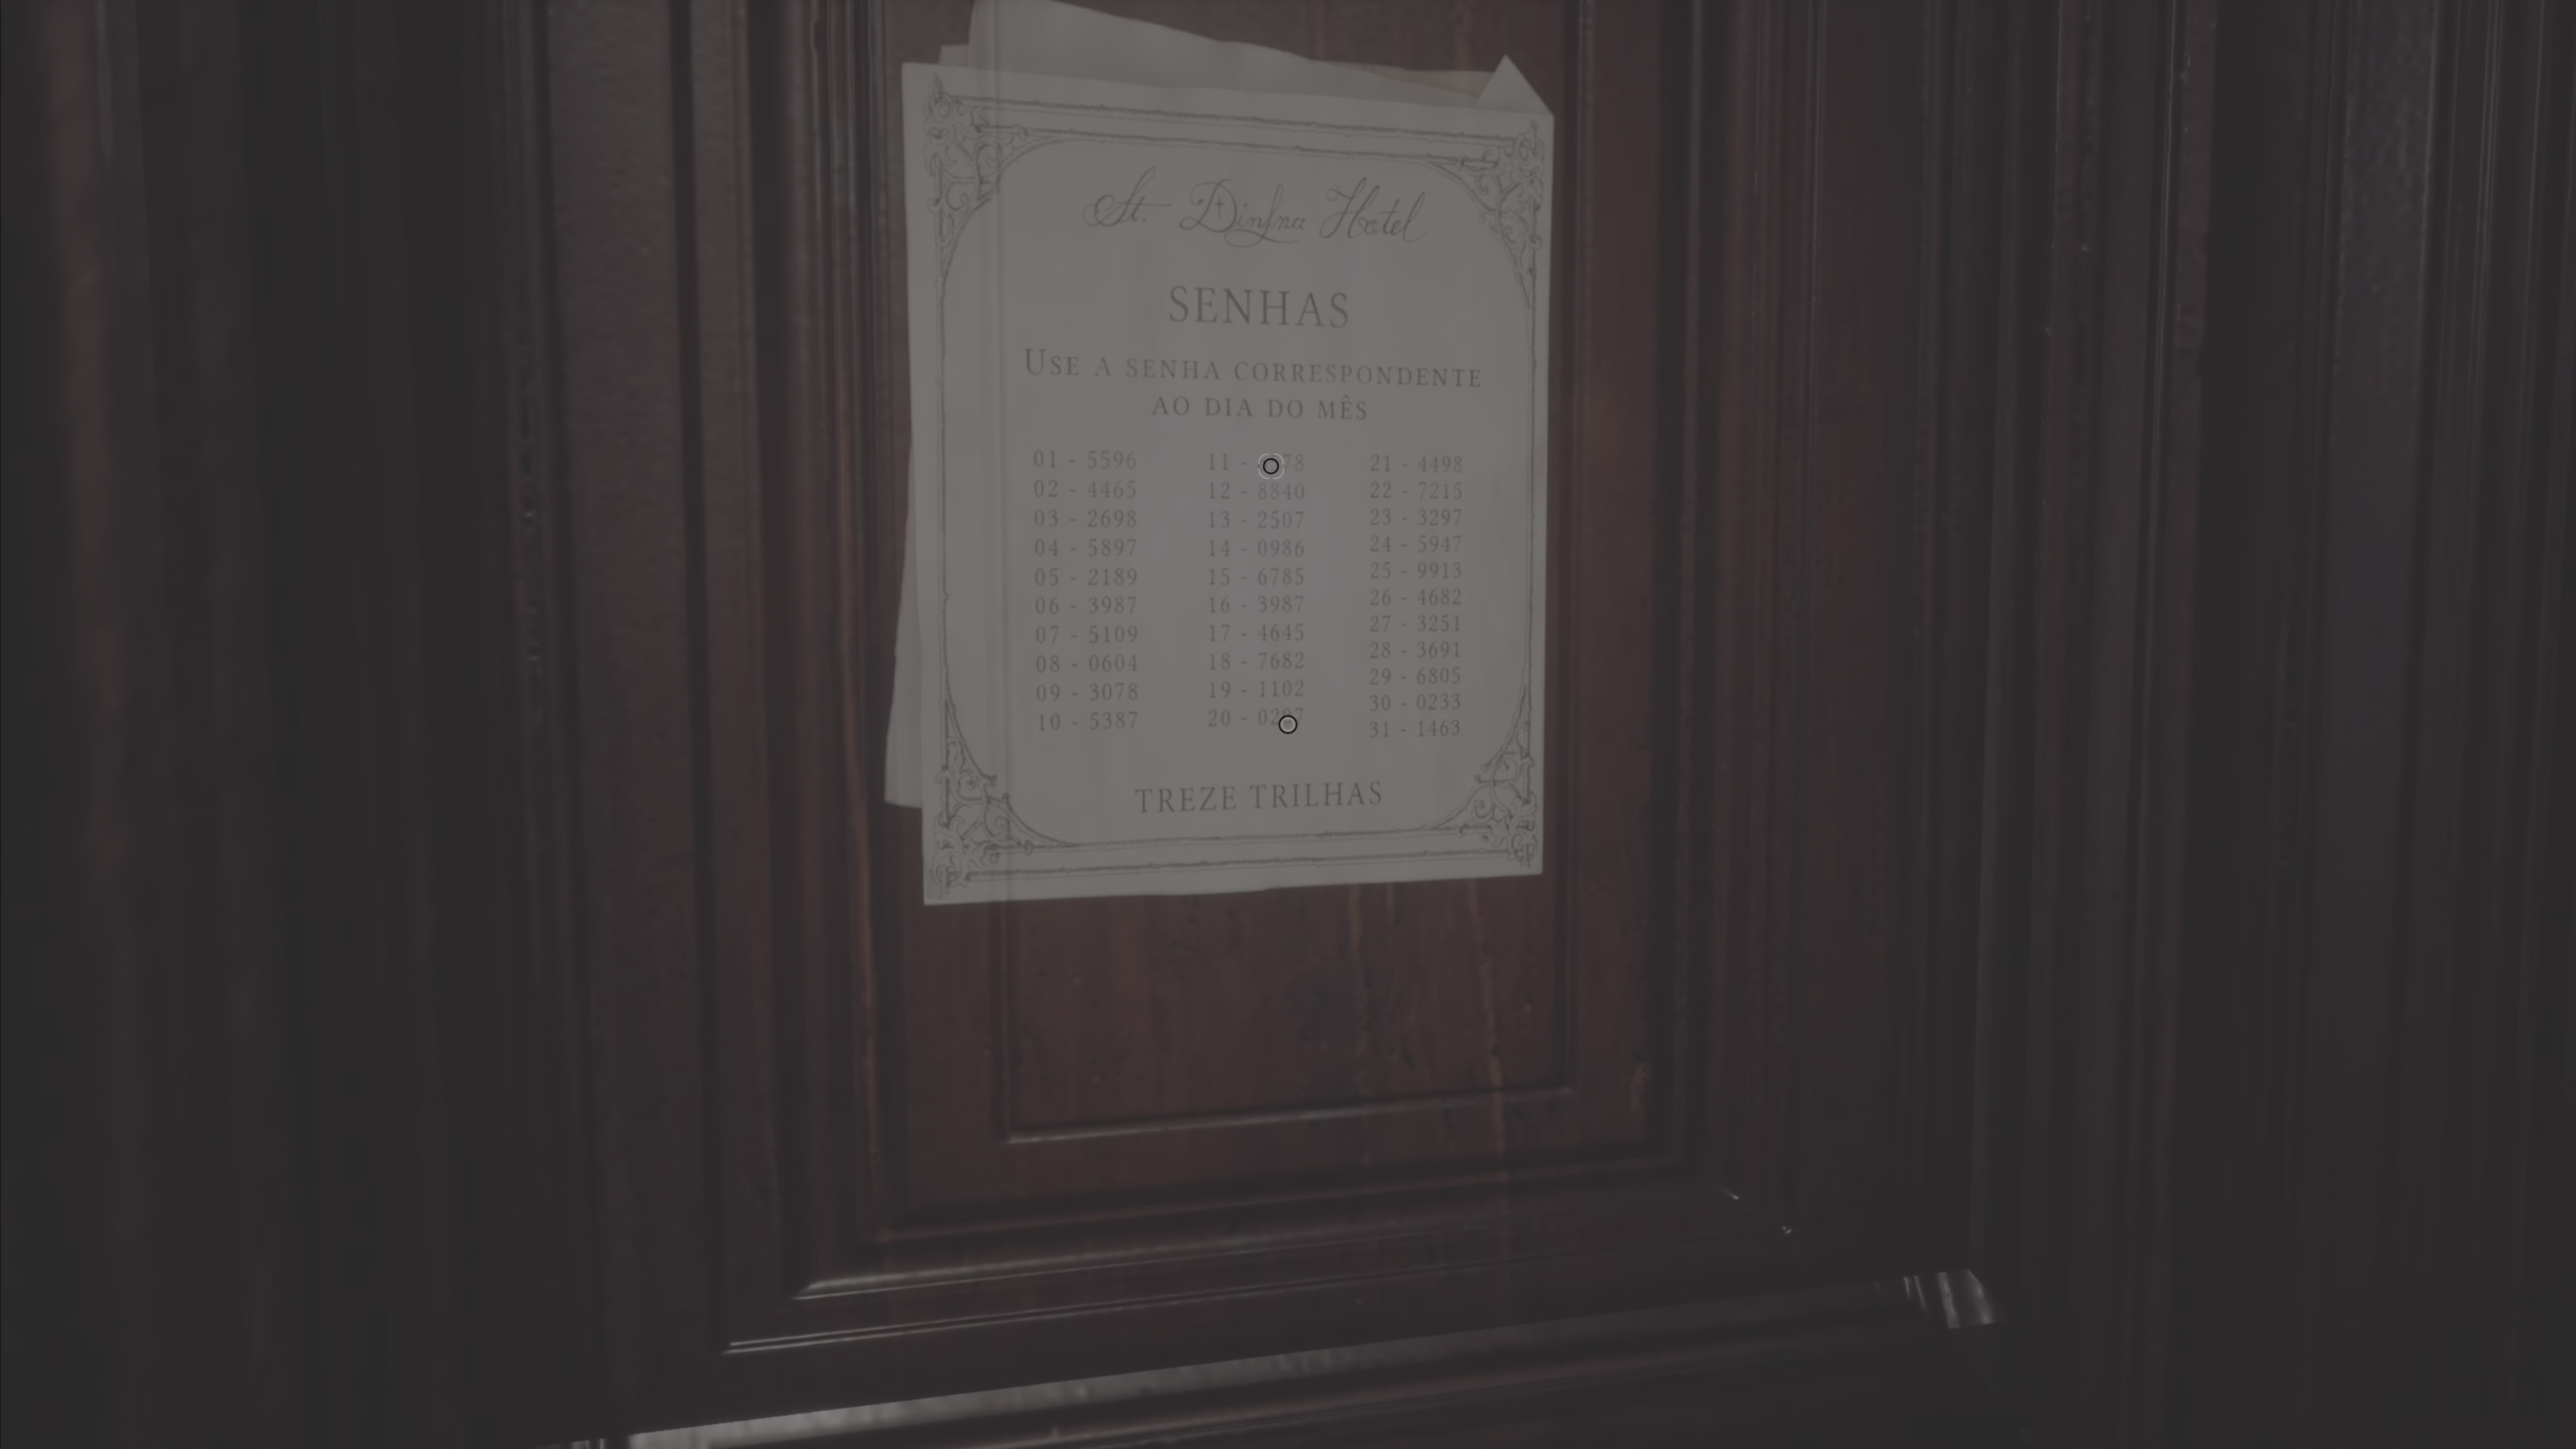 St. Dinfna Hotel
SENHAS
USE A SENHA CORRESPONDENTE
AO DIA DO MÊS
01 - 5596
02 - 4465
03 - 2698
04 - 5897
05 - 2189
06 - 3987
07 - 5109
08 - 0604
09 - 3078
10 - 5387
11 -
12 - 8840
13 - 2507
14 - 0986
15 - 6785
16 - 3987
17 - 4645
18 - 7682
19 - 1102
20 -
21 - 4498
22 - 7215
23 - 3297
24 - 5947
25 - 9913
26 - 4682
27 - 3251
28 - 3691
29 - 6805
30 - 0233
31 - 1463
TREZE TRILHAS